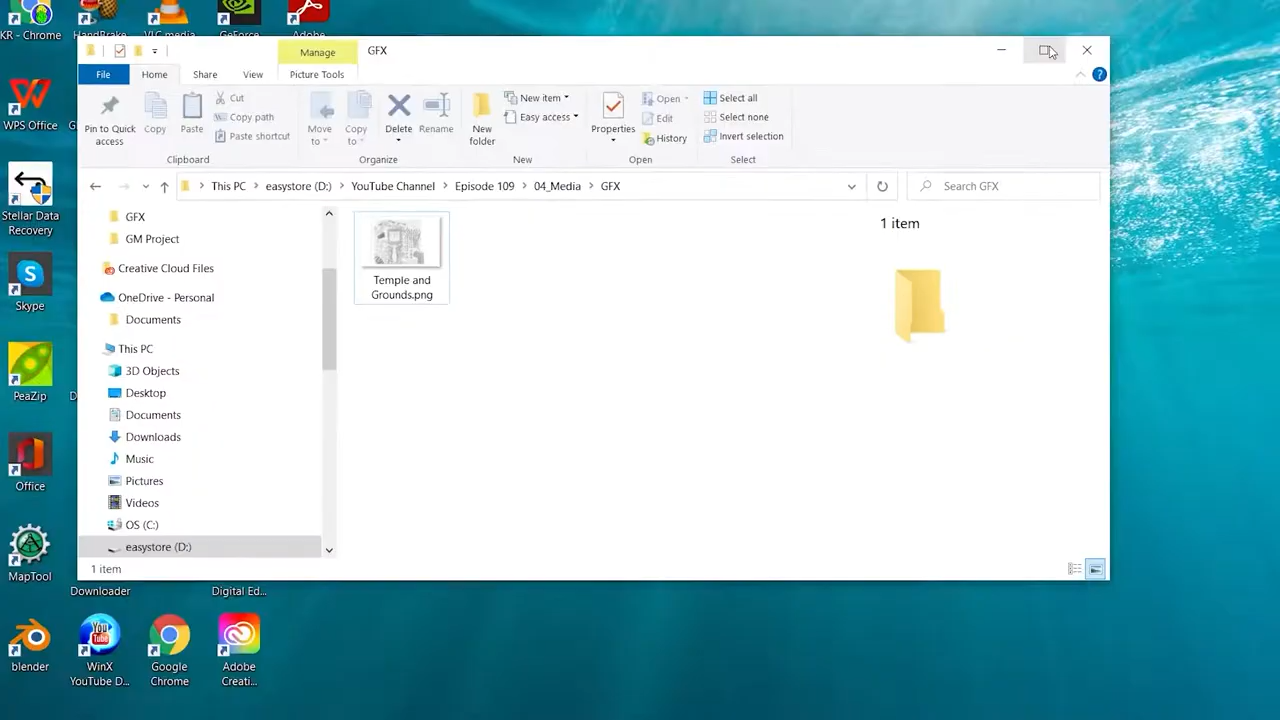 KR - Chrome
HandBrake
VLC media
GeForce
Adobe
WPS Office
G
Stellar Data
Recovery
Skype
PeaZip
D
Office
MapTool
Downloader
Digital Ed...
blender
WinX
YouTube D...
Google
Chrome
Adobe
Creati...
Manage
GFX
File
Home
Share
View
Picture Tools
Pin to Quick
access
Copy
Paste
Cut
Copy path
Paste shortcut
Clipboard
Move
to
Copy
to
Delete
Rename
Organize
New
folder
New item
Easy access
New
Properties
Open
Edit
History
Open
Select all
Select none
Invert selection
Select
This PC > easystore (D:) > YouTube Channel > Episode 109 > 04_Media > GFX
Search GFX
GFX
GM Project
Creative Cloud Files
OneDrive - Personal
Documents
This PC
3D Objects
Desktop
Documents
Downloads
Music
Pictures
Videos
OS (C:)
easystore (D:)
Temple and
Grounds.png
1 item
1 item